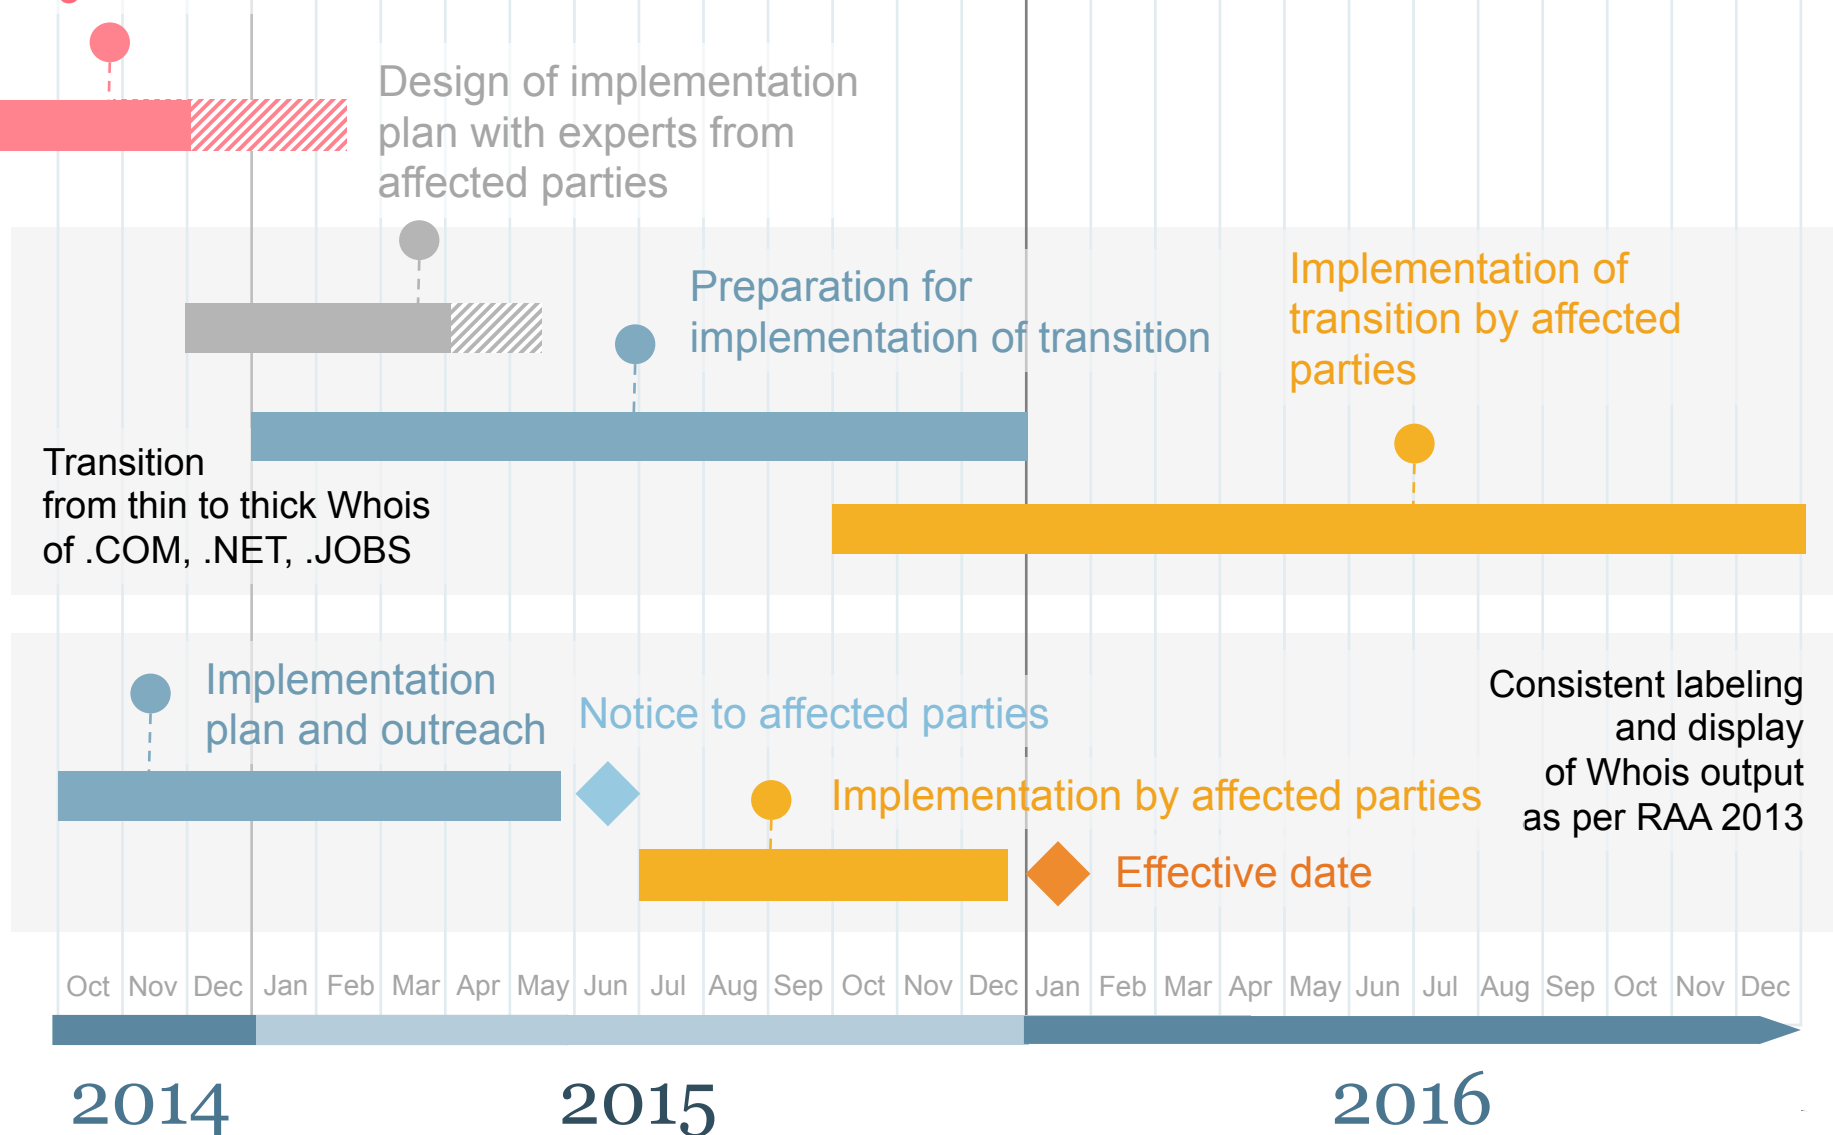 Design of implementation
plan with experts from
affected parties
Preparation for
implementation of transition
Implementation of
transition by affected
parties
Transition
from thin to thick Whois
of .COM, .NET, .JOBS
Implementation
plan and outreach
Notice to affected parties
Implementation by affected parties
Effective date
Consistent labeling
and display
of Whois output
as per RAA 2013
Oct Nov Dec Jan Feb Mar Apr May Jun Jul Aug Sep Oct Nov Dec Jan Feb Mar Apr May Jun Jul Aug Sep Oct Nov Dec
2014 2015 2016